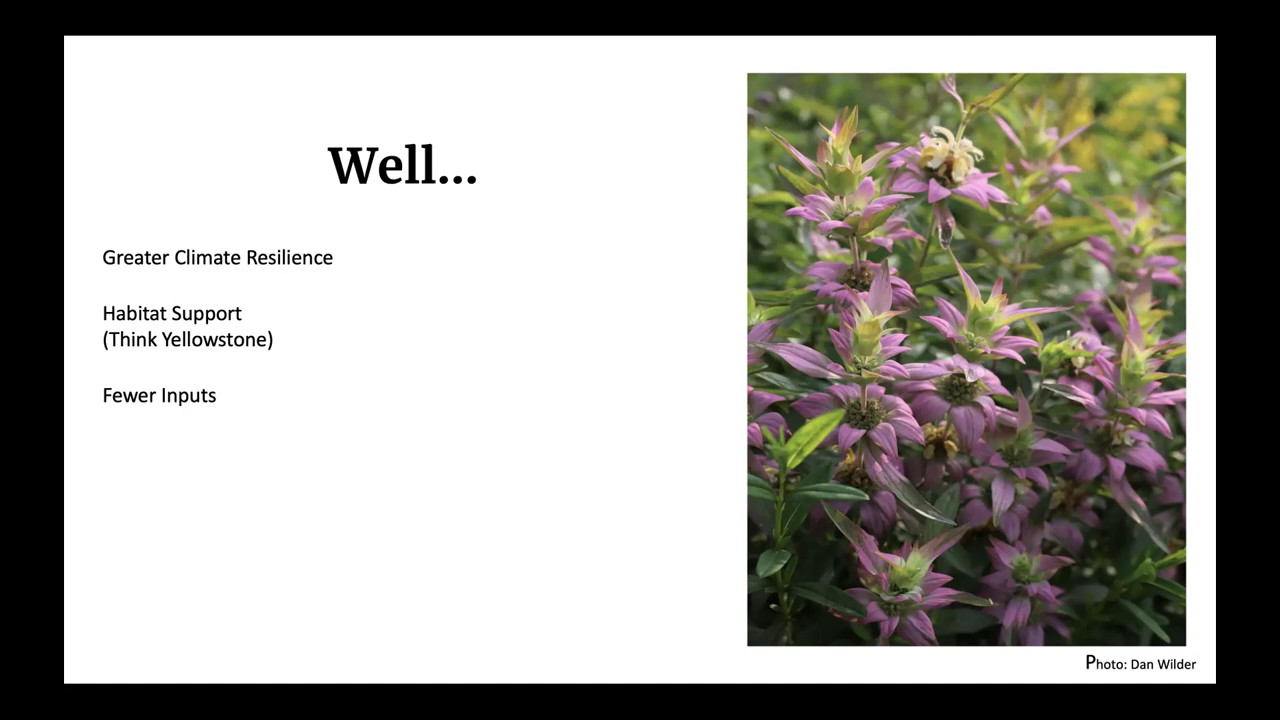 Well...
Greater Climate Resilience
Habitat Support
(Think Yellowstone)
Fewer Inputs
Photo: Dan Wilder